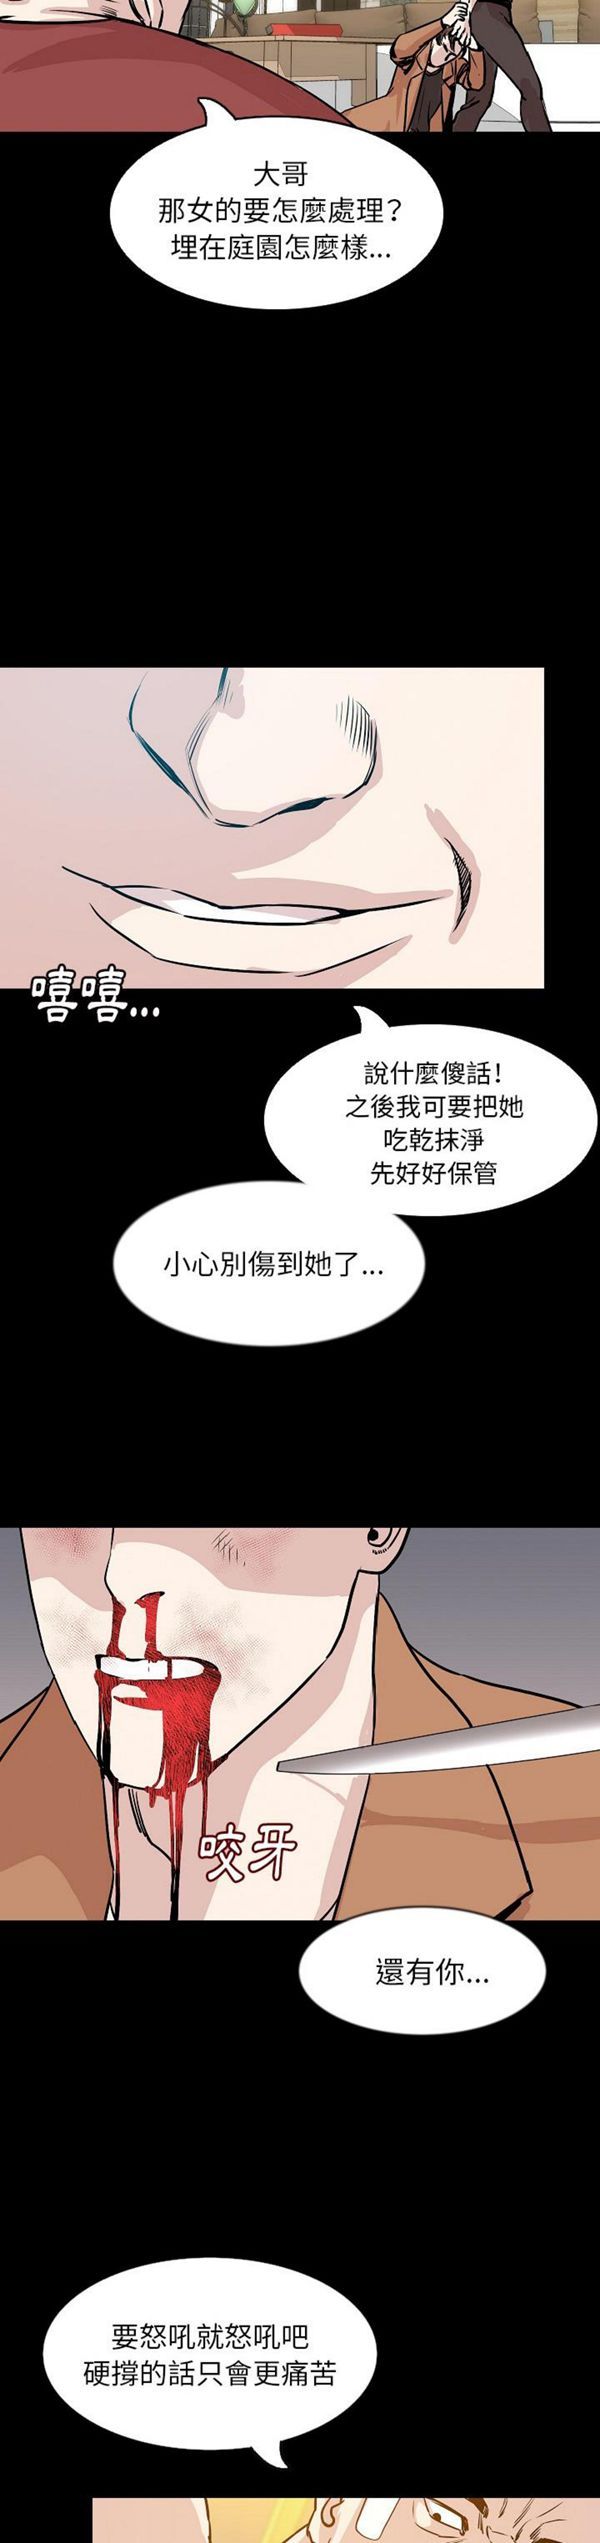 大哥
那女的要怎麼處理？
埋在庭園怎麼樣...
嘻嘻...
說什麼傻話！
之後我可要把她
吃乾抹淨
先好好保管
小心別傷到她了...
咬牙
還有你...
要怒吼就怒吼吧
硬撐的話只會更痛苦